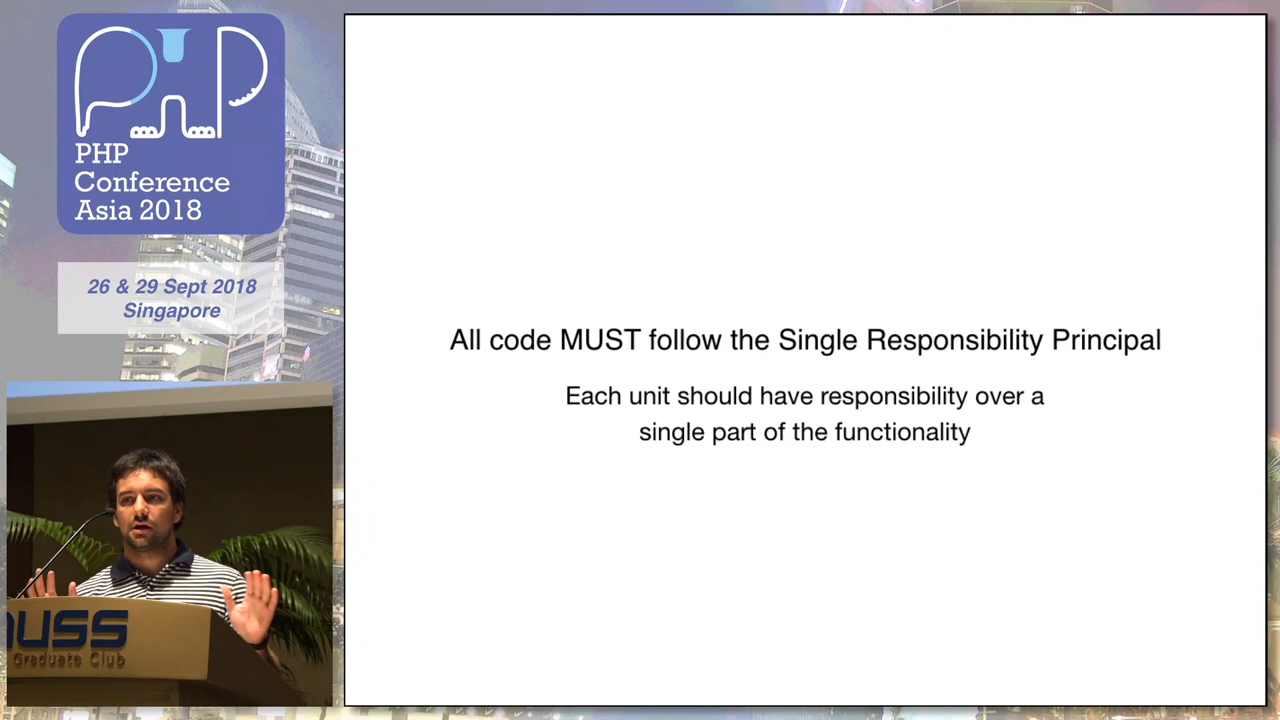 PHP
Conference
Asia 2018
26 & 29 Sept 2018
Singapore
All code MUST follow the Single Responsibility Principal
Each unit should have responsibility over a
single part of the functionality
USS
Graduate Club